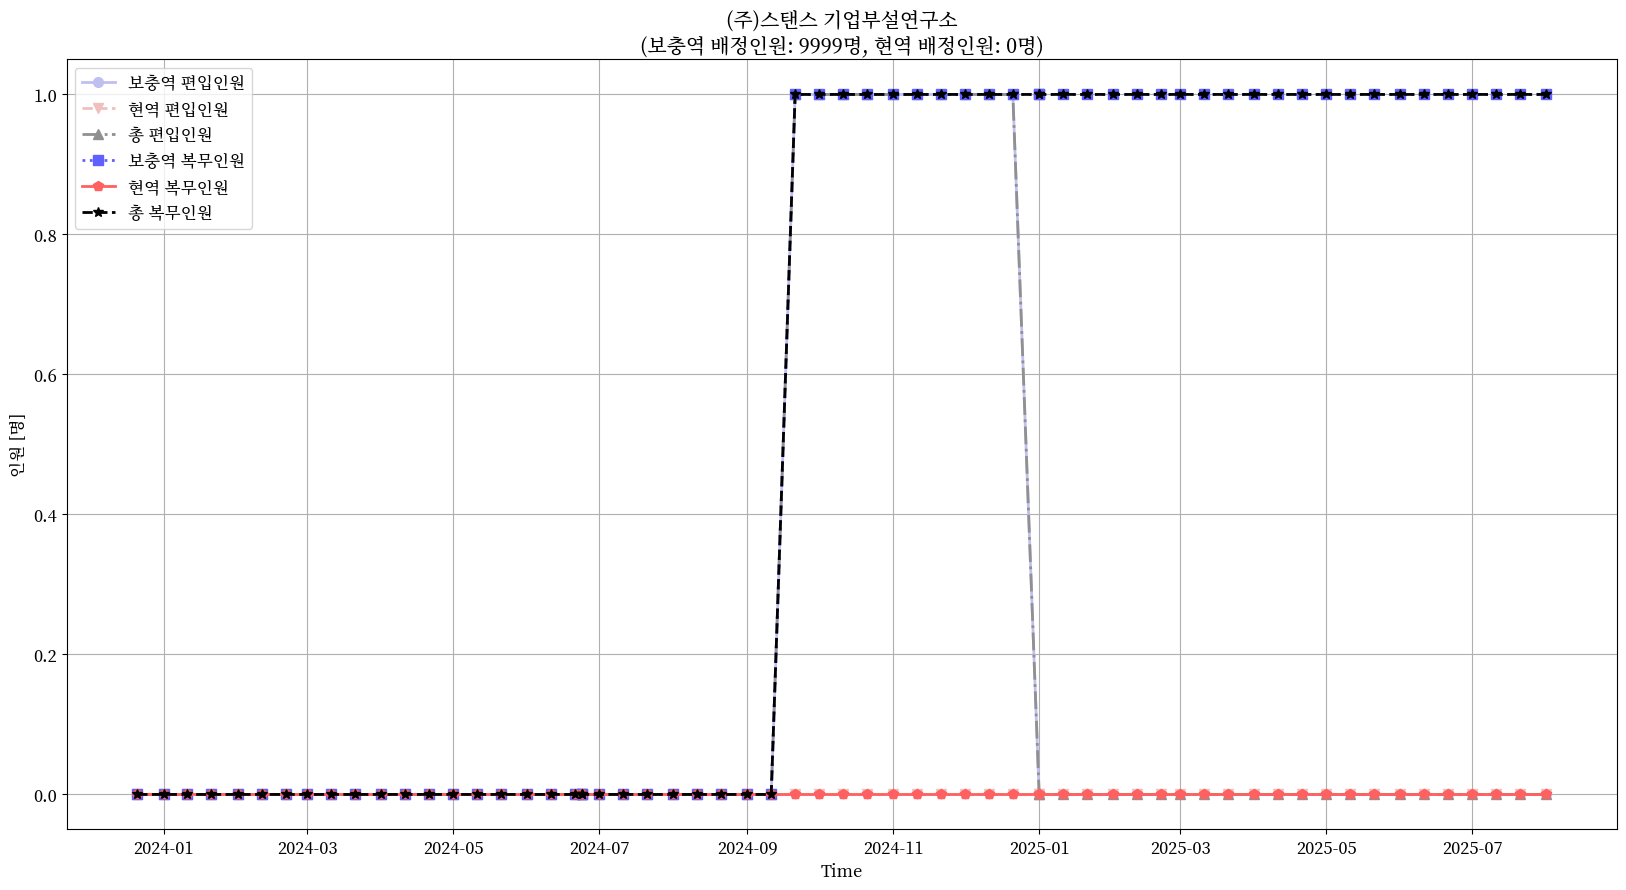 (주)스탠스 기업부설연구소
(보충역 배정인원: 9999명, 현역 배정인원: 0명)
보충역 편입인원
현역 편입인원
총 편입인원
보충역 복무인원
현역 복무인원
총 복무인원
인원 [명]
1.0
0.8
0.6
0.4
0.2
0.0
2024-01
2024-03
2024-05
2024-07
2024-09
2024-11
2025-01
2025-03
2025-05
2025-07
Time